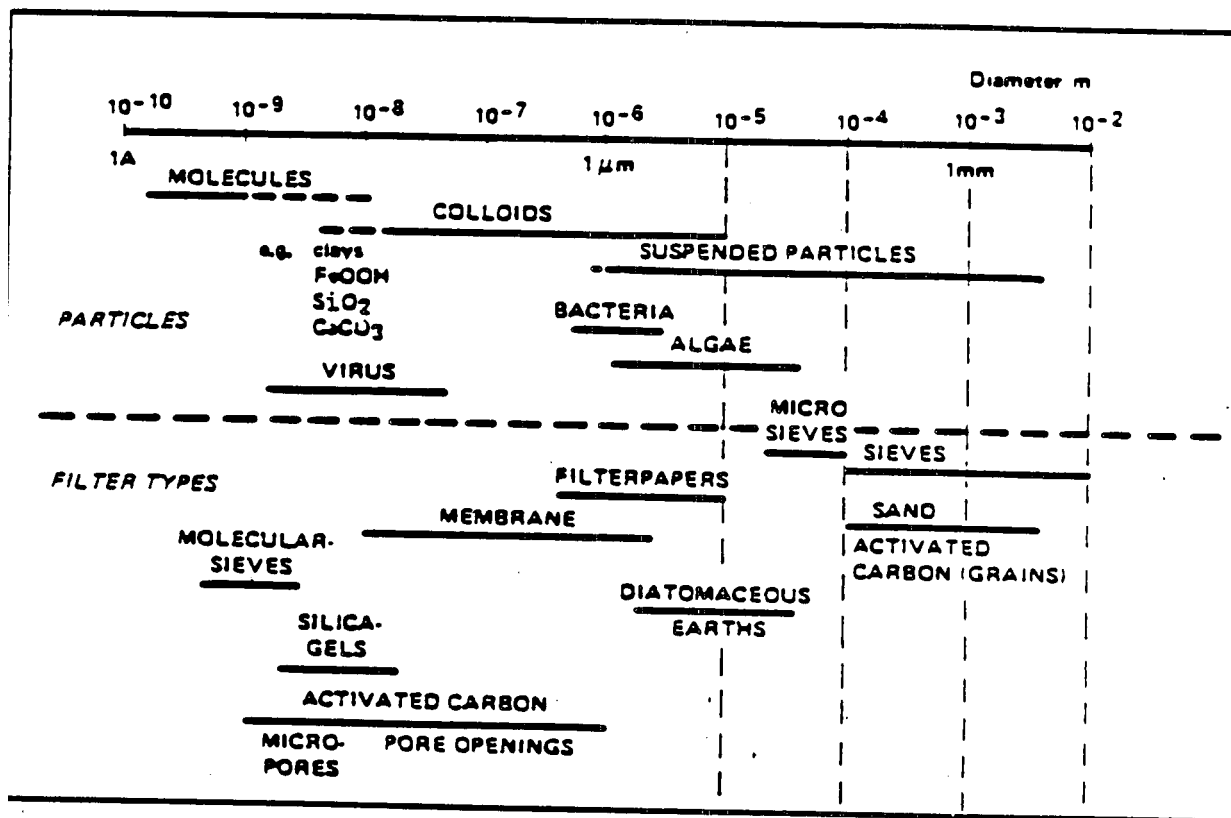 Diameter m
10-10 10-9 10-8 10-7 10-6 10-5 10-4 10-3 10-2
1A 1 μm 1mm
MOLECULES
COLLOIDS
e.g. clays
SUSPENDED PARTICLES
FeOOH
SiO2
BACTERIA
PARTICLES
CaCO3
ALGAE
VIRUS
MICRO
SIEVES
SIEVES
FILTER TYPES
FILTERPAPERS
MEMBRANE
SAND
MOLECULAR-
SIEVES
ACTIVATED
CARBON (GRAINS)
DIATOMACEOUS
EARTHS
SILICA-
GELS
ACTIVATED CARBON
MICRO-
PORES
PORE OPENINGS